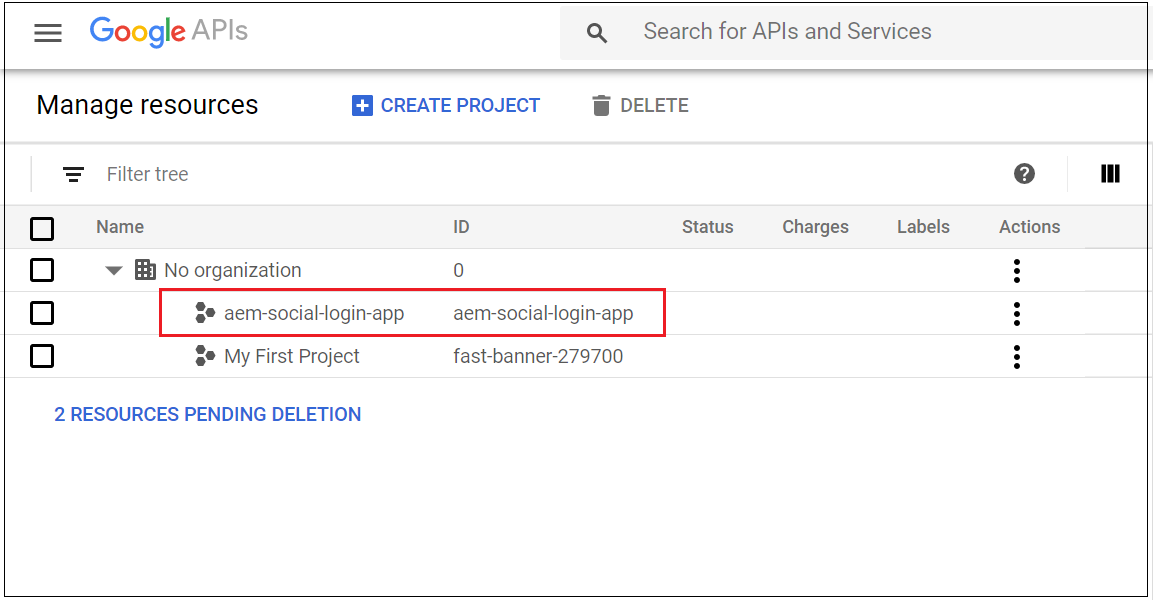 Google APIs Search for APIs and Services
Manage resources CREATE PROJECT DELETE
Filter tree ?
Name ID Status Charges Labels Actions
No organization 0
aem-social-login-app aem-social-login-app
My First Project fast-banner-279700
2 RESOURCES PENDING DELETION